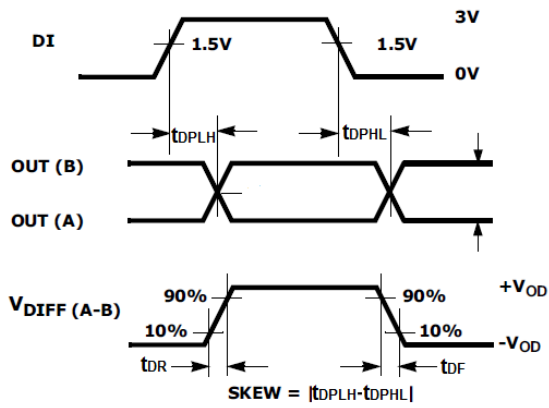 3V
DI
1.5V
1.5V
0V
tDPLH
tDPHL
OUT (B)
OUT (A)
+VOD
VDIFF (A-B)
90%
90%
10%
10%
-VOD
tDR
tDF
SKEW = |tDPLH-tDPHL|